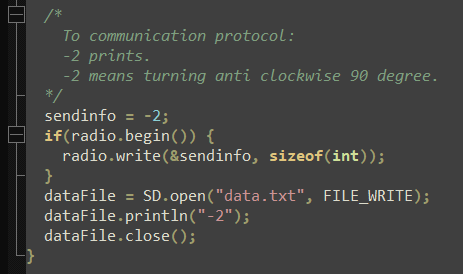 /*
To communication protocol:
-2 prints.
-2 means turning anti clockwise 90 degree.
*/
sendinfo = -2;
if(radio.begin()) {
radio.write(&sendinfo, sizeof(int));
}
dataFile = SD.open("data.txt", FILE_WRITE);
dataFile.println("-2");
dataFile.close();
}